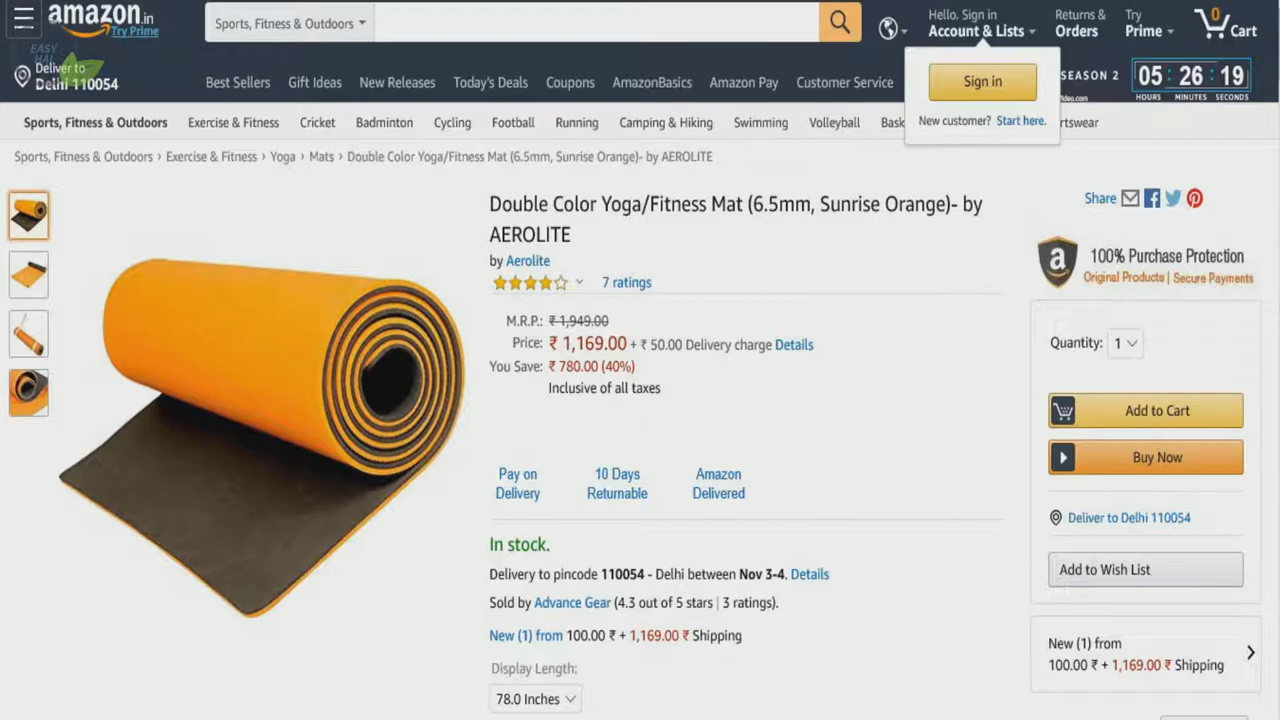 amazon.in
Try Prime
EASY
HAI
Deliver to
Delhi 110054
Sports, Fitness & Outdoors
Hello. Sign in
Account & Lists
Returns &
Orders
Try
Prime
0
Cart
Best Sellers
Gift Ideas
New Releases
Today's Deals
Coupons
AmazonBasics
Amazon Pay
Customer Service
Sign in
New customer? Start here.
SEASON 2
05 : 26 : 19
HOURS MINUTES SECONDS
Sports, Fitness & Outdoors
Exercise & Fitness
Cricket
Badminton
Cycling
Football
Running
Camping & Hiking
Swimming
Volleyball
Bask
rtswear
Sports, Fitness & Outdoors › Exercise & Fitness › Yoga › Mats › Double Color Yoga/Fitness Mat (6.5mm, Sunrise Orange)- by AEROLITE
Double Color Yoga/Fitness Mat (6.5mm, Sunrise Orange)- by
AEROLITE
by Aerolite
7 ratings
M.R.P.: ₹ 1,949.00
Price: ₹ 1,169.00 + ₹ 50.00 Delivery charge Details
You Save: ₹ 780.00 (40%)
Inclusive of all taxes
Pay on
Delivery
10 Days
Returnable
Amazon
Delivered
In stock.
Delivery to pincode 110054 - Delhi between Nov 3-4. Details
Sold by Advance Gear (4.3 out of 5 stars | 3 ratings).
New (1) from 100.00 ₹ + 1,169.00 ₹ Shipping
Display Length:
78.0 Inches
Share
a
100% Purchase Protection
Original Products | Secure Payments
Quantity: 1
Add to Cart
Buy Now
Deliver to Delhi 110054
Add to Wish List
New (1) from
100.00 ₹ + 1,169.00 ₹ Shipping